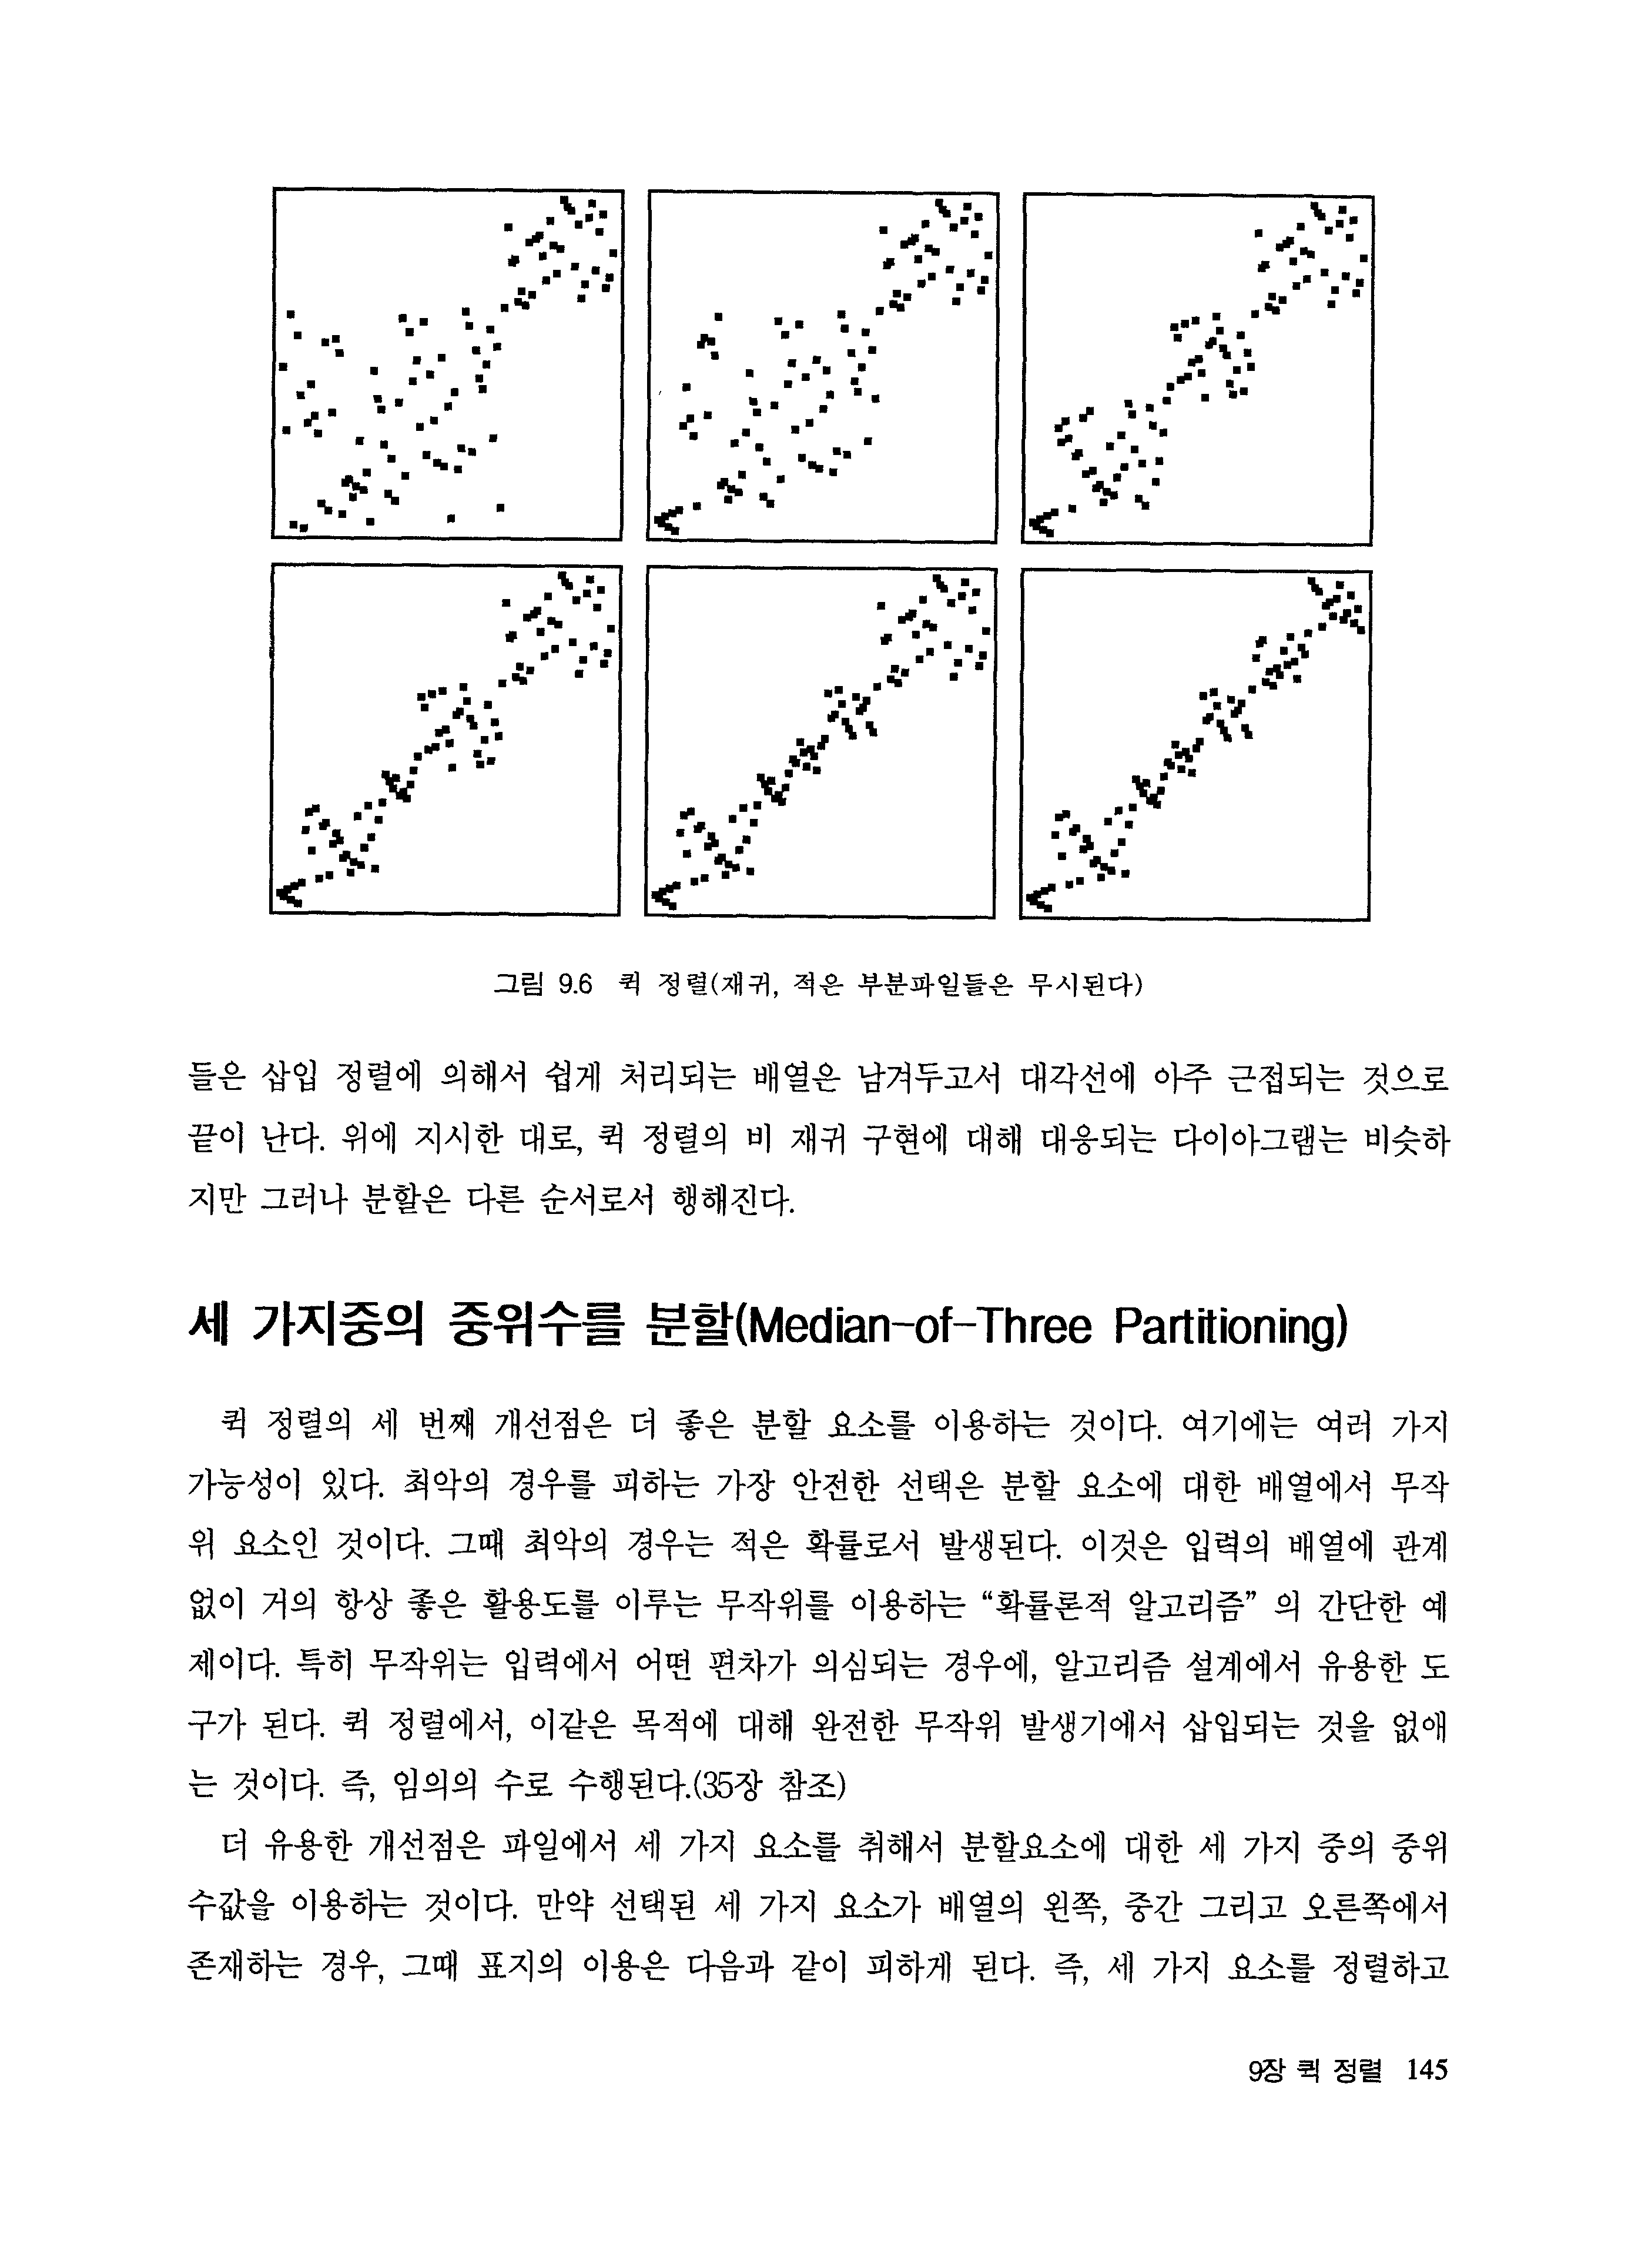 그림 9.6 퀵 정렬(재귀, 적은 부분파일들은 무시된다)
들은 삽입 정렬에 의해서 쉽게 처리되는 배열은 남겨두고서 대각선에 아주 근접되는 것으로
끝이 난다. 위에 지시한 대로, 퀵 정렬의 비 재귀 구현에 대해 대응되는 다이아그램는 비슷하
지만 그러나 분할은 다른 순서로서 행해진다.
세 가지중의 중위수를 분할(Median-of-Three Partitioning)
퀵 정렬의 세 번째 개선점은 더 좋은 분할 요소를 이용하는 것이다. 여기에는 여러 가지
가능성이 있다. 최악의 경우를 피하는 가장 안전한 선택은 분할 요소에 대한 배열에서 무작
위 요소인 것이다. 그때 최악의 경우는 적은 확률로서 발생된다. 이것은 입력의 배열에 관계
없이 거의 항상 좋은 활용도를 이루는 무작위를 이용하는 “확률론적 알고리즘” 의 간단한 예
제이다. 특히 무작위는 입력에서 어떤 편차가 의심되는 경우에, 알고리즘 설계에서 유용한 도
구가 된다. 퀵 정렬에서, 이같은 목적에 대해 완전한 무작위 발생기에서 삽입되는 것을 없애
는 것이다. 즉, 임의의 수로 수행된다.(35장 참조)
더 유용한 개선점은 파일에서 세 가지 요소를 취해서 분할요소에 대한 세 가지 중의 중위
수값을 이용하는 것이다. 만약 선택된 세 가지 요소가 배열의 왼쪽, 중간 그리고 오른쪽에서
존재하는 경우, 그때 표지의 이용은 다음과 같이 피하게 된다. 즉, 세 가지 요소를 정렬하고
9장 퀵 정렬 145